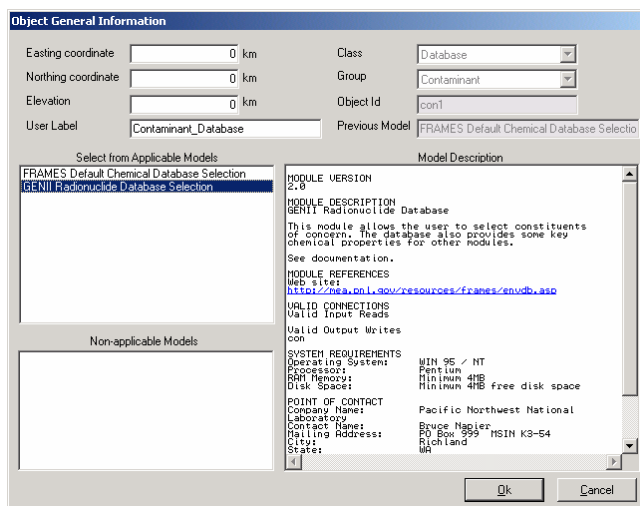 Object General Information
Easting coordinate 0 km Class Database
Northing coordinate 0 km Group Contaminant
Elevation 0 km Object Id con1
User Label Contaminant_Database Previous Model FRAMES Default Chemical Database Selectio
Select from Applicable Models
FRAMES Default Chemical Database Selection
GENII Radionuclide Database Selection
Non-applicable Models
Model Description
MODULE VERSION
2.0
MODULE DESCRIPTION
GENII Radionuclide Database
This module allows the user to select constituents
of concern. The database also provides some key
chemical properties for other modules.
See documentation.
MODULE REFERENCES
Web site:
http://mea.pnl.gov/resources/frames/envdb.asp
VALID CONNECTIONS
Valid Input Reads
Valid Output Writes
con
SYSTEM REQUIREMENTS
Operating System: WIN 95 / NT
Processor: Pentium
RAM Memory: Minimum 4MB
Disk Space: Minimum 4MB free disk space
POINT OF CONTACT
Company Name: Pacific Northwest National
Laboratory
Contact Name: Bruce Napier
Mailing Address: PO Box 999 MSIN K3-54
City: Richland
State: WA
Ok Cancel